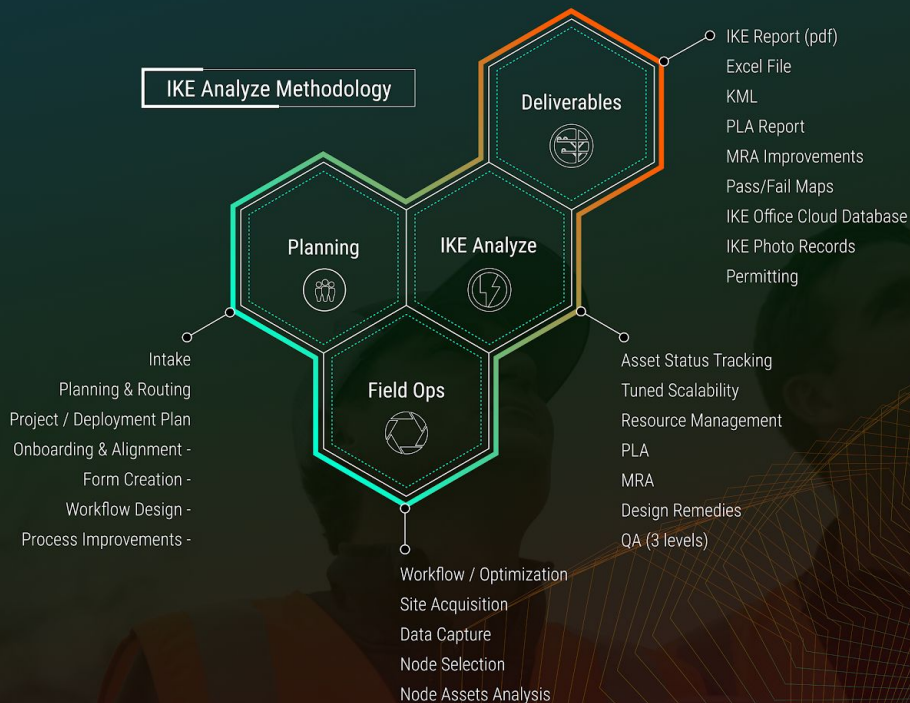 IKE Analyze Methodology
Deliverables
IKE Report (pdf)
Excel File
KML
PLA Report
MRA Improvements
Pass/Fail Maps
IKE Office Cloud Database
IKE Photo Records
Permitting
Planning
Intake
Planning & Routing
Project / Deployment Plan
Onboarding & Alignment -
Form Creation -
Workflow Design -
Process Improvements -
IKE Analyze
Asset Status Tracking
Tuned Scalability
Resource Management
PLA
MRA
Design Remedies
QA (3 levels)
Field Ops
Workflow / Optimization
Site Acquisition
Data Capture
Node Selection
Node Assets Analysis